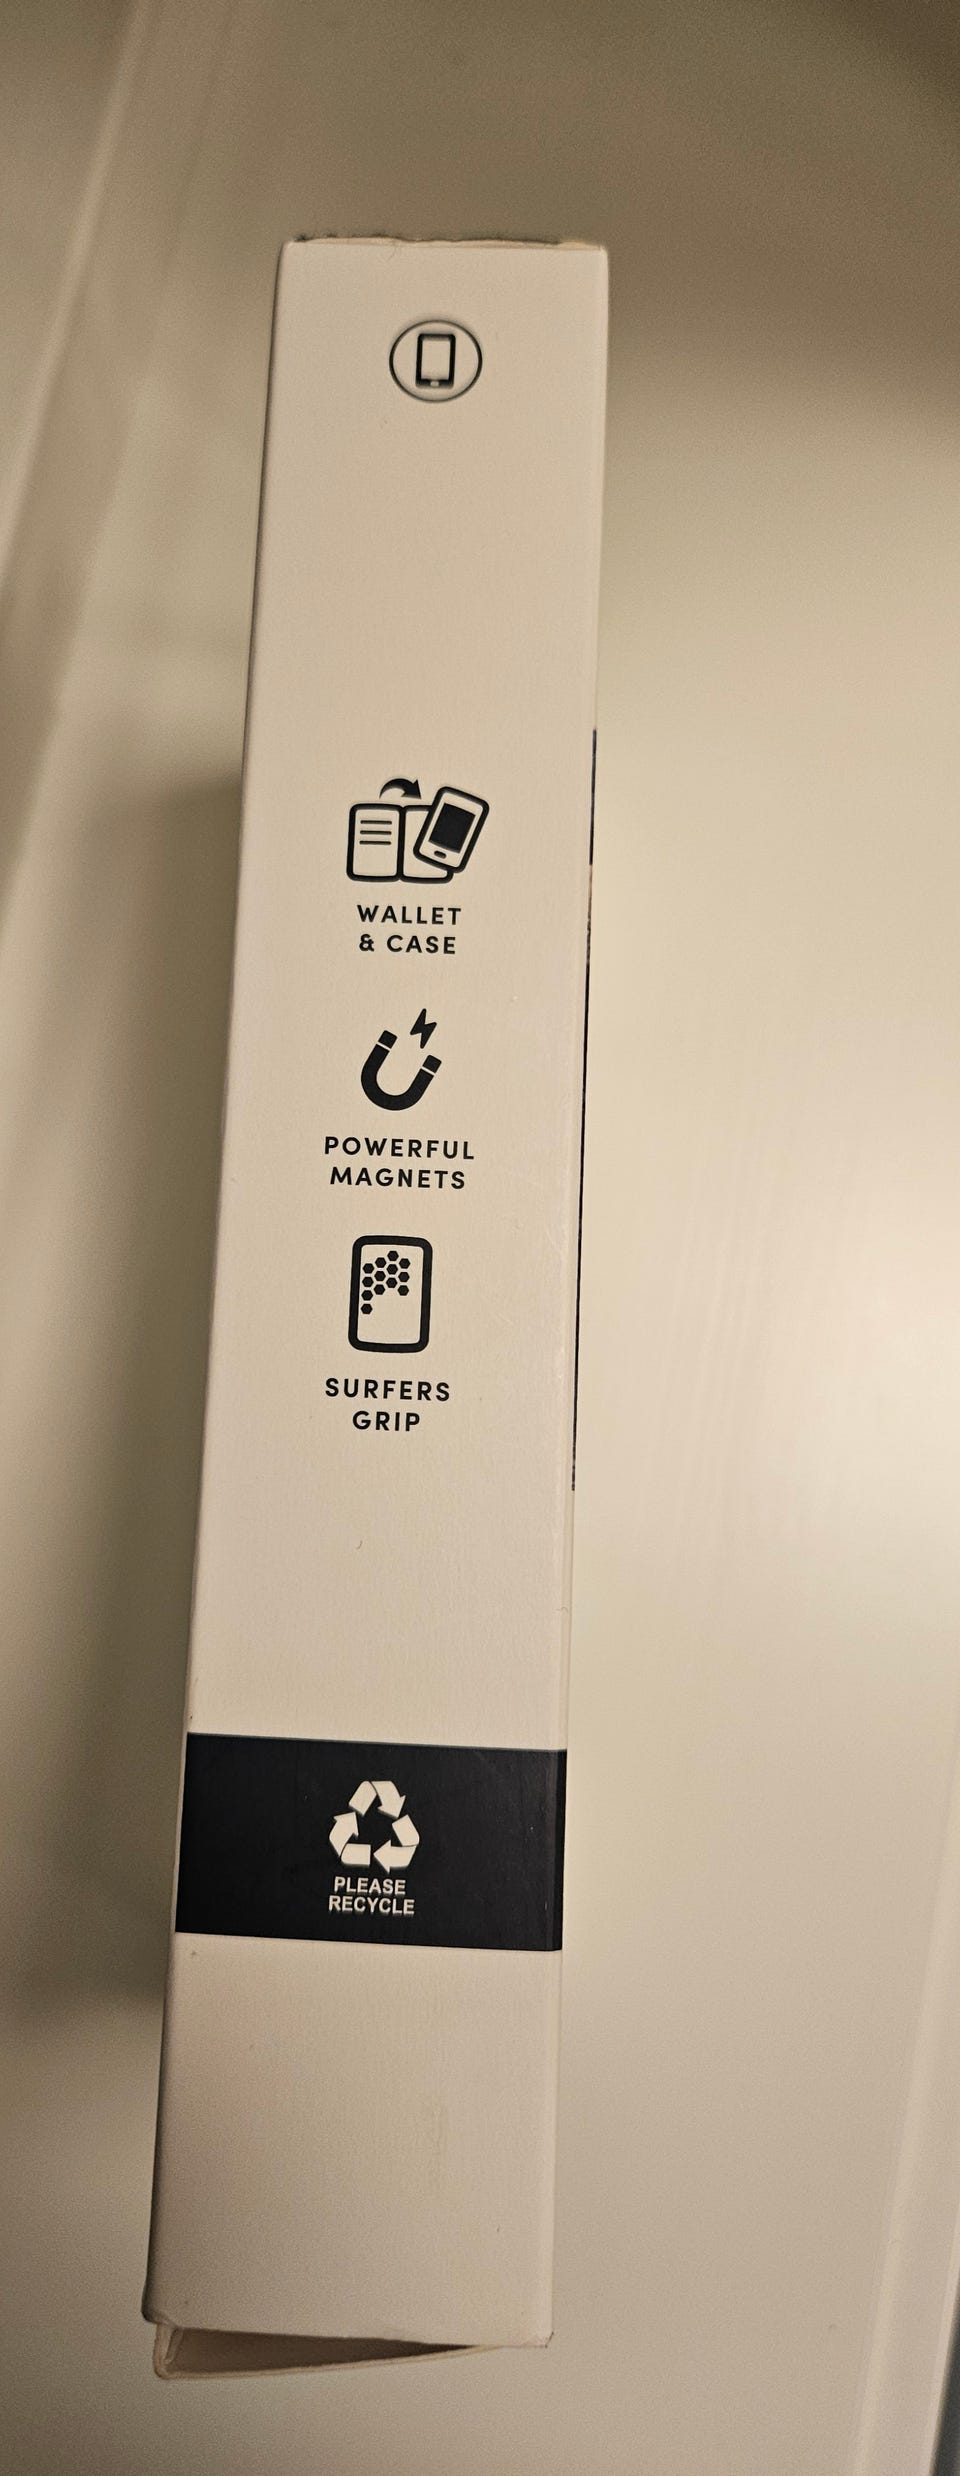 WALLET
& CASE
POWERFUL
MAGNETS
SURFERS
GRIP
PLEASE
RECYCLE